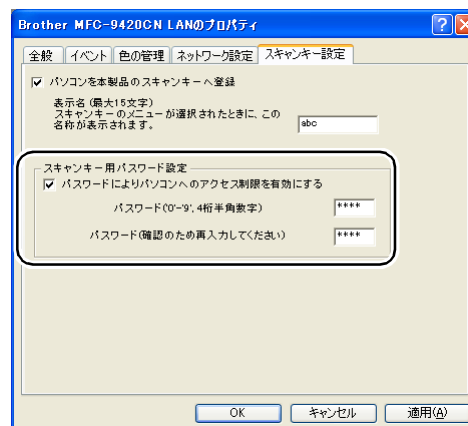 Brother MFC-9420CN LANのプロパティ
全般 イベント 色の管理 ネットワーク設定 スキャンキー設定
パソコンを本製品のスキャンキーへ登録
表示名(最大15文字)
スキャンキーのメニューが選択されたときに、この
名称が表示されます。
abc
スキャンキー用パスワード設定
パスワードによりパソコンへのアクセス制限を有効にする
パスワード('0'-'9', 4桁半角数字) ****
パスワード(確認のため再入力してください) ****
OK キャンセル 適用(A)